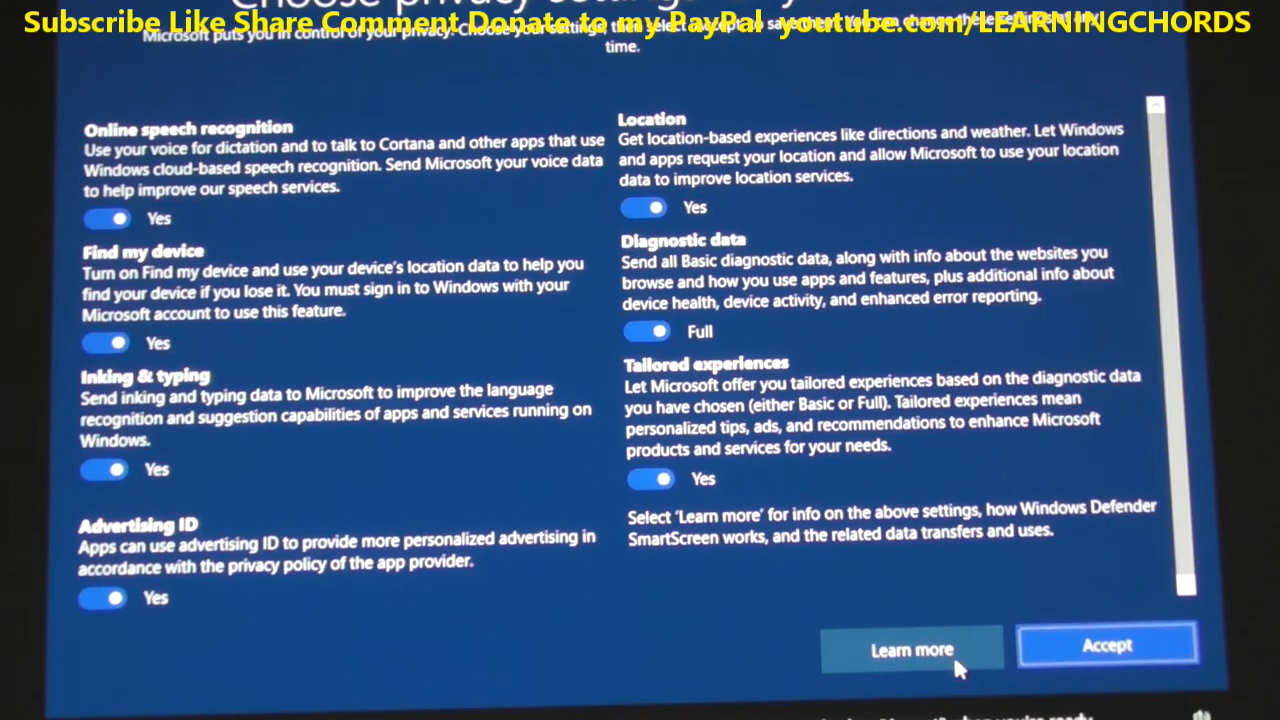 Choose privacy settings
Subscribe Like Share Comment Donate to my PayPal youtube.com/LEARNINGCHORDS
Microsoft puts you in control of your privacy. Choose your settings, then select
time.
Online speech recognition
Use your voice for dictation and to talk to Cortana and other apps that use
Windows cloud-based speech recognition. Send Microsoft your voice data
to help improve our speech services.
Yes
Find my device
Turn on Find my device and use your device's location data to help you
find your device if you lose it. You must sign in to Windows with your
Microsoft account to use this feature.
Yes
Inking & typing
Send inking and typing data to Microsoft to improve the language
recognition and suggestion capabilities of apps and services running on
Windows.
Yes
Advertising ID
Apps can use advertising ID to provide more personalized advertising in
accordance with the privacy policy of the app provider.
Yes
Location
Get location-based experiences like directions and weather. Let Windows
and apps request your location and allow Microsoft to use your location
data to improve location services.
Yes
Diagnostic data
Send all Basic diagnostic data, along with info about the websites you
browse and how you use apps and features, plus additional info about
device health, device activity, and enhanced error reporting.
Full
Tailored experiences
Let Microsoft offer you tailored experiences based on the diagnostic data
you have chosen (either Basic or Full). Tailored experiences mean
personalized tips, ads, and recommendations to enhance Microsoft
products and services for your needs.
Yes
Select 'Learn more' for info on the above settings, how Windows Defender
SmartScreen works, and the related data transfers and uses.
Learn more
Accept